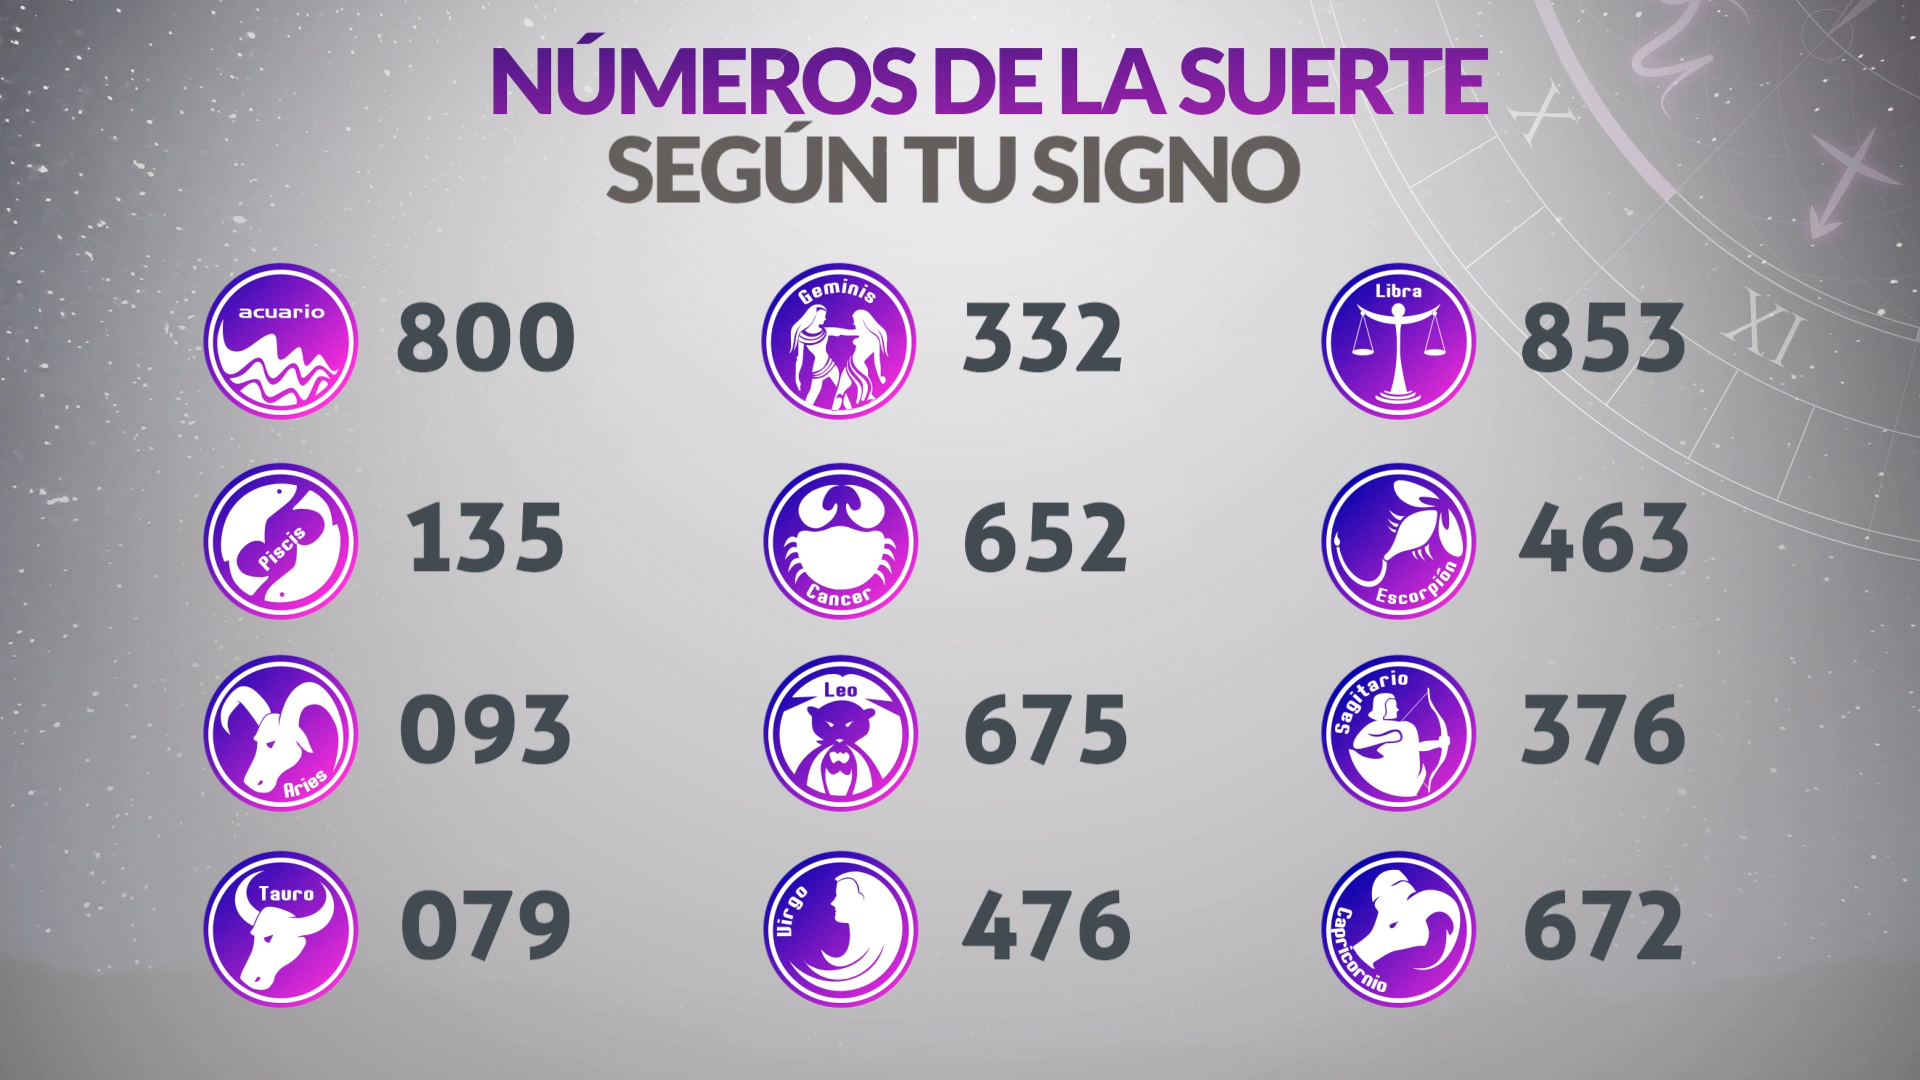 NÚMEROS DE LA SUERTE
SEGÚN TU SIGNO
X
XI
acuario 800
Geminis 332
Libra 853
Piscis 135
Cancer 652
Escorpión 463
Aries 093
Leo 675
Sagitario 376
Tauro 079
Virgo 476
Capricornio 672